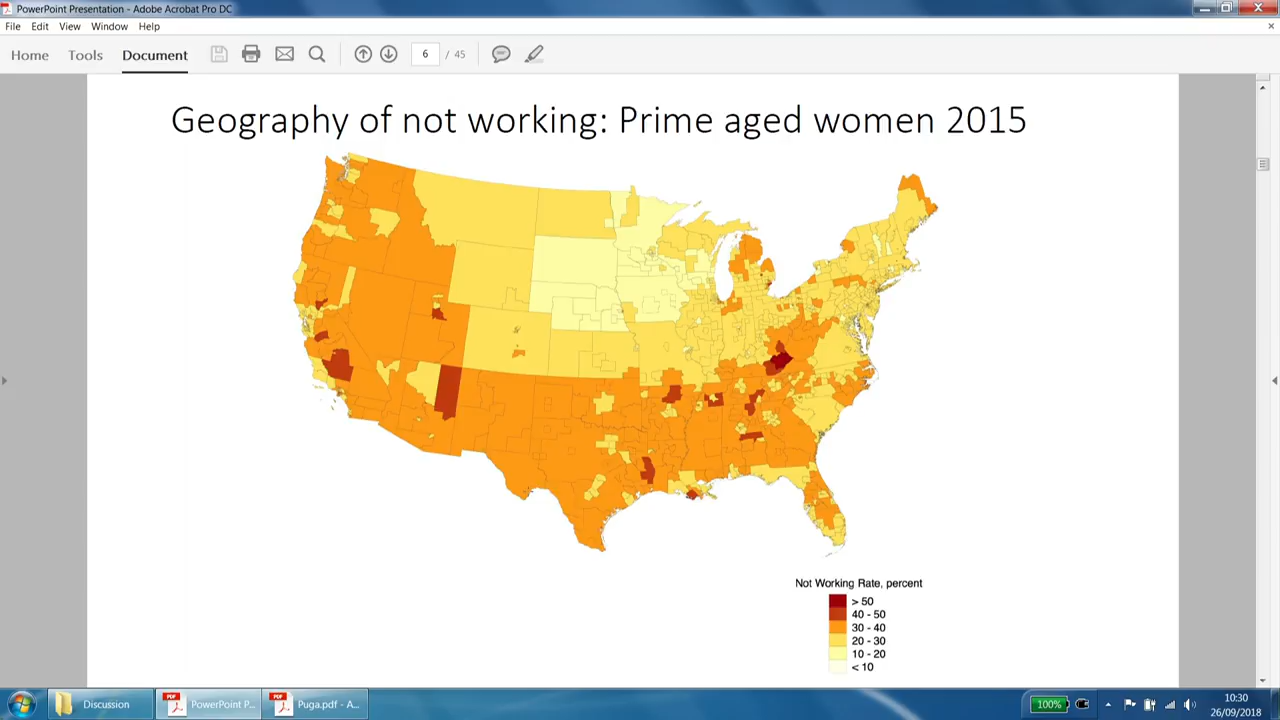 PowerPoint Presentation - Adobe Acrobat Pro DC
File Edit View Window Help
Home Tools Document 6 / 45
Geography of not working: Prime aged women 2015
Not Working Rate, percent
> 50
40 - 50
30 - 40
20 - 30
10 - 20
< 10
Discussion PowerPoint P... Puga.pdf - A... 100% 10:30
26/09/2018